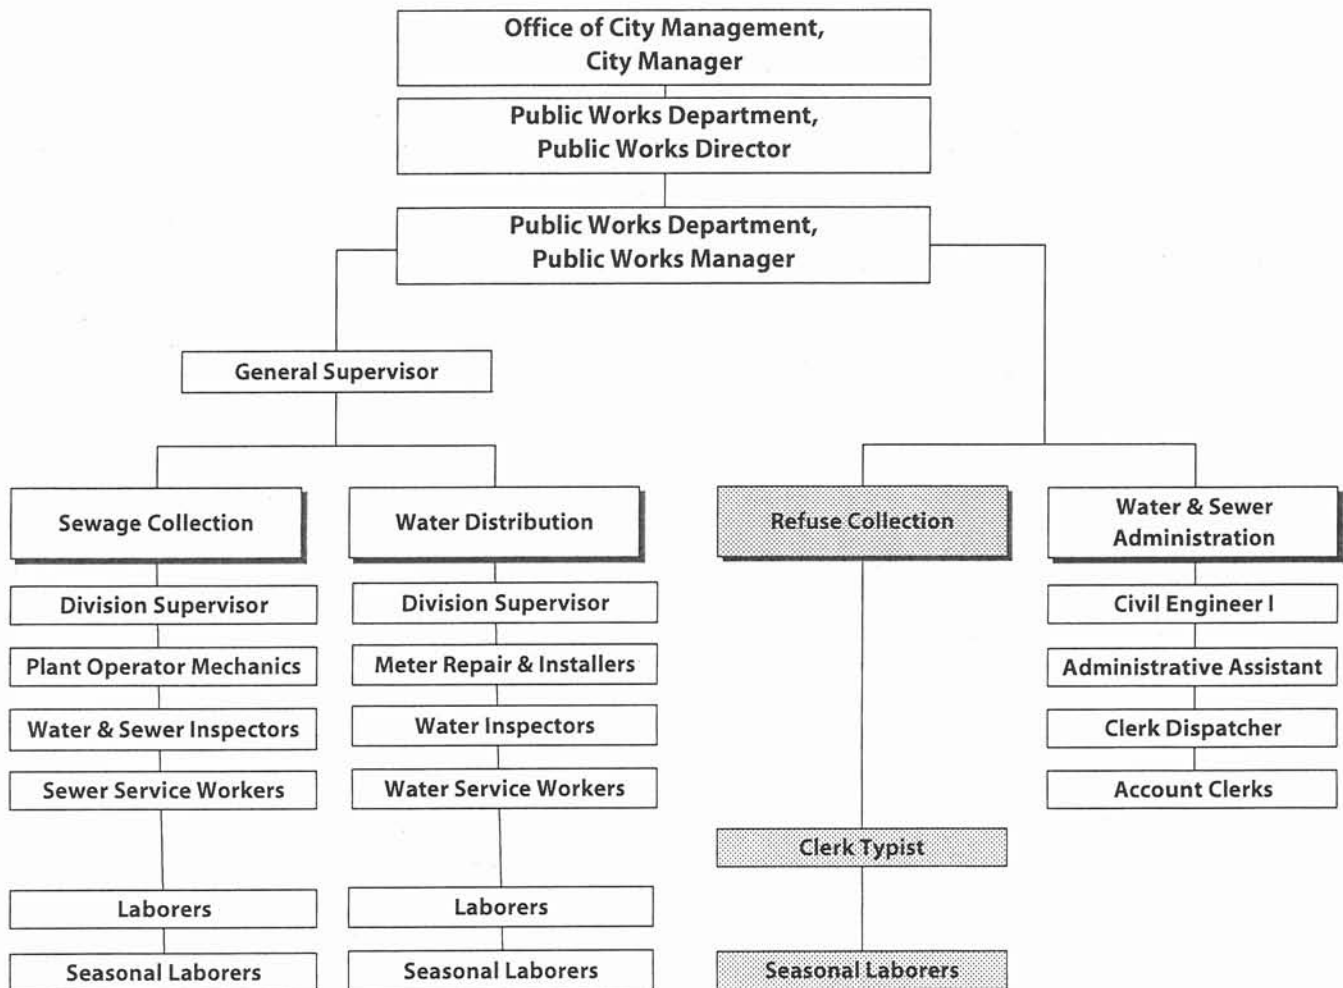 Office of City Management,
City Manager
Public Works Department,
Public Works Director
Public Works Department,
Public Works Manager
General Supervisor
Sewage Collection
Division Supervisor
Plant Operator Mechanics
Water & Sewer Inspectors
Sewer Service Workers
Laborers
Seasonal Laborers
Water Distribution
Division Supervisor
Meter Repair & Installers
Water Inspectors
Water Service Workers
Laborers
Seasonal Laborers
Refuse Collection
Clerk Typist
Seasonal Laborers
Water & Sewer
Administration
Civil Engineer I
Administrative Assistant
Clerk Dispatcher
Account Clerks